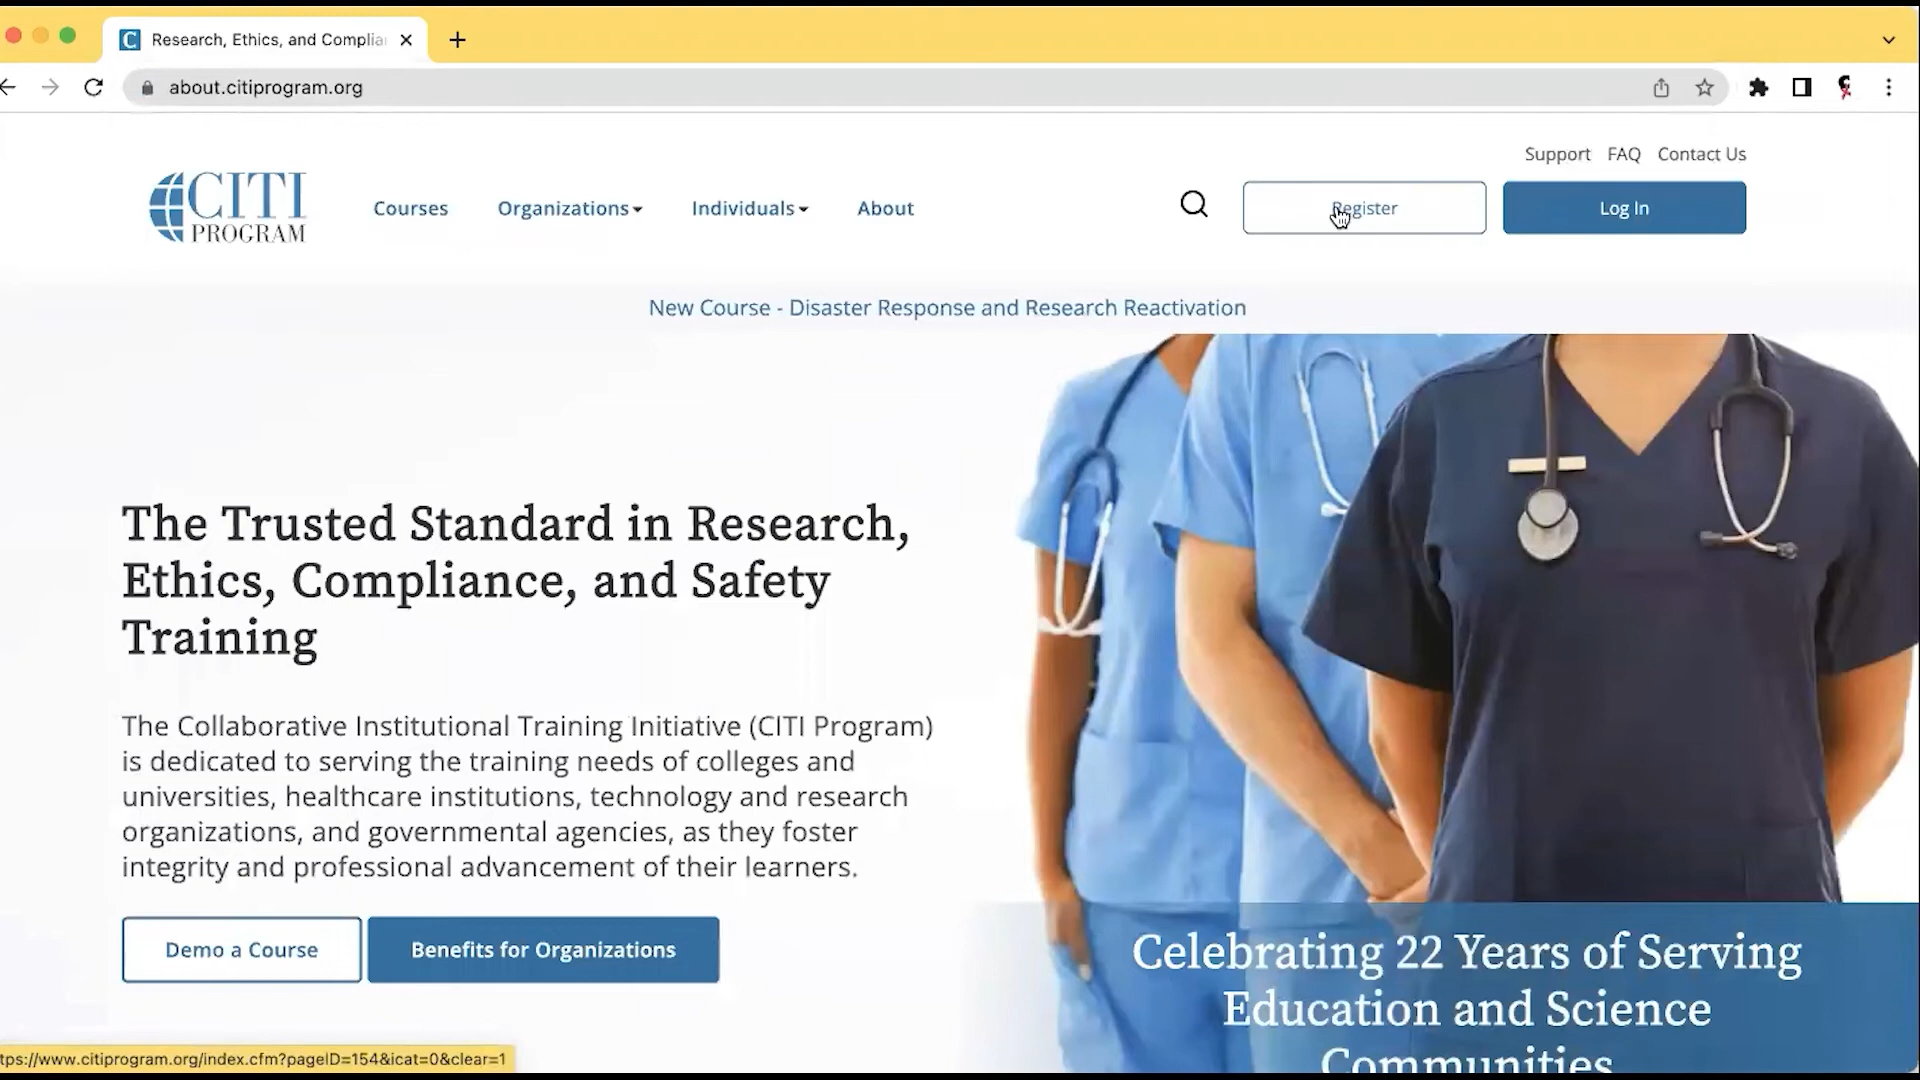 Research, Ethics, and Complia
about.citiprogram.org
Support FAQ Contact Us
CITI
PROGRAM
Courses Organizations Individuals About
Register Log In
New Course - Disaster Response and Research Reactivation
The Trusted Standard in Research,
Ethics, Compliance, and Safety
Training
The Collaborative Institutional Training Initiative (CITI Program)
is dedicated to serving the training needs of colleges and
universities, healthcare institutions, technology and research
organizations, and governmental agencies, as they foster
integrity and professional advancement of their learners.
Demo a Course Benefits for Organizations
Celebrating 22 Years of Serving
Education and Science
Communities
tps://www.citiprogram.org/index.cfm?pageID=154&icat=0&clear=1